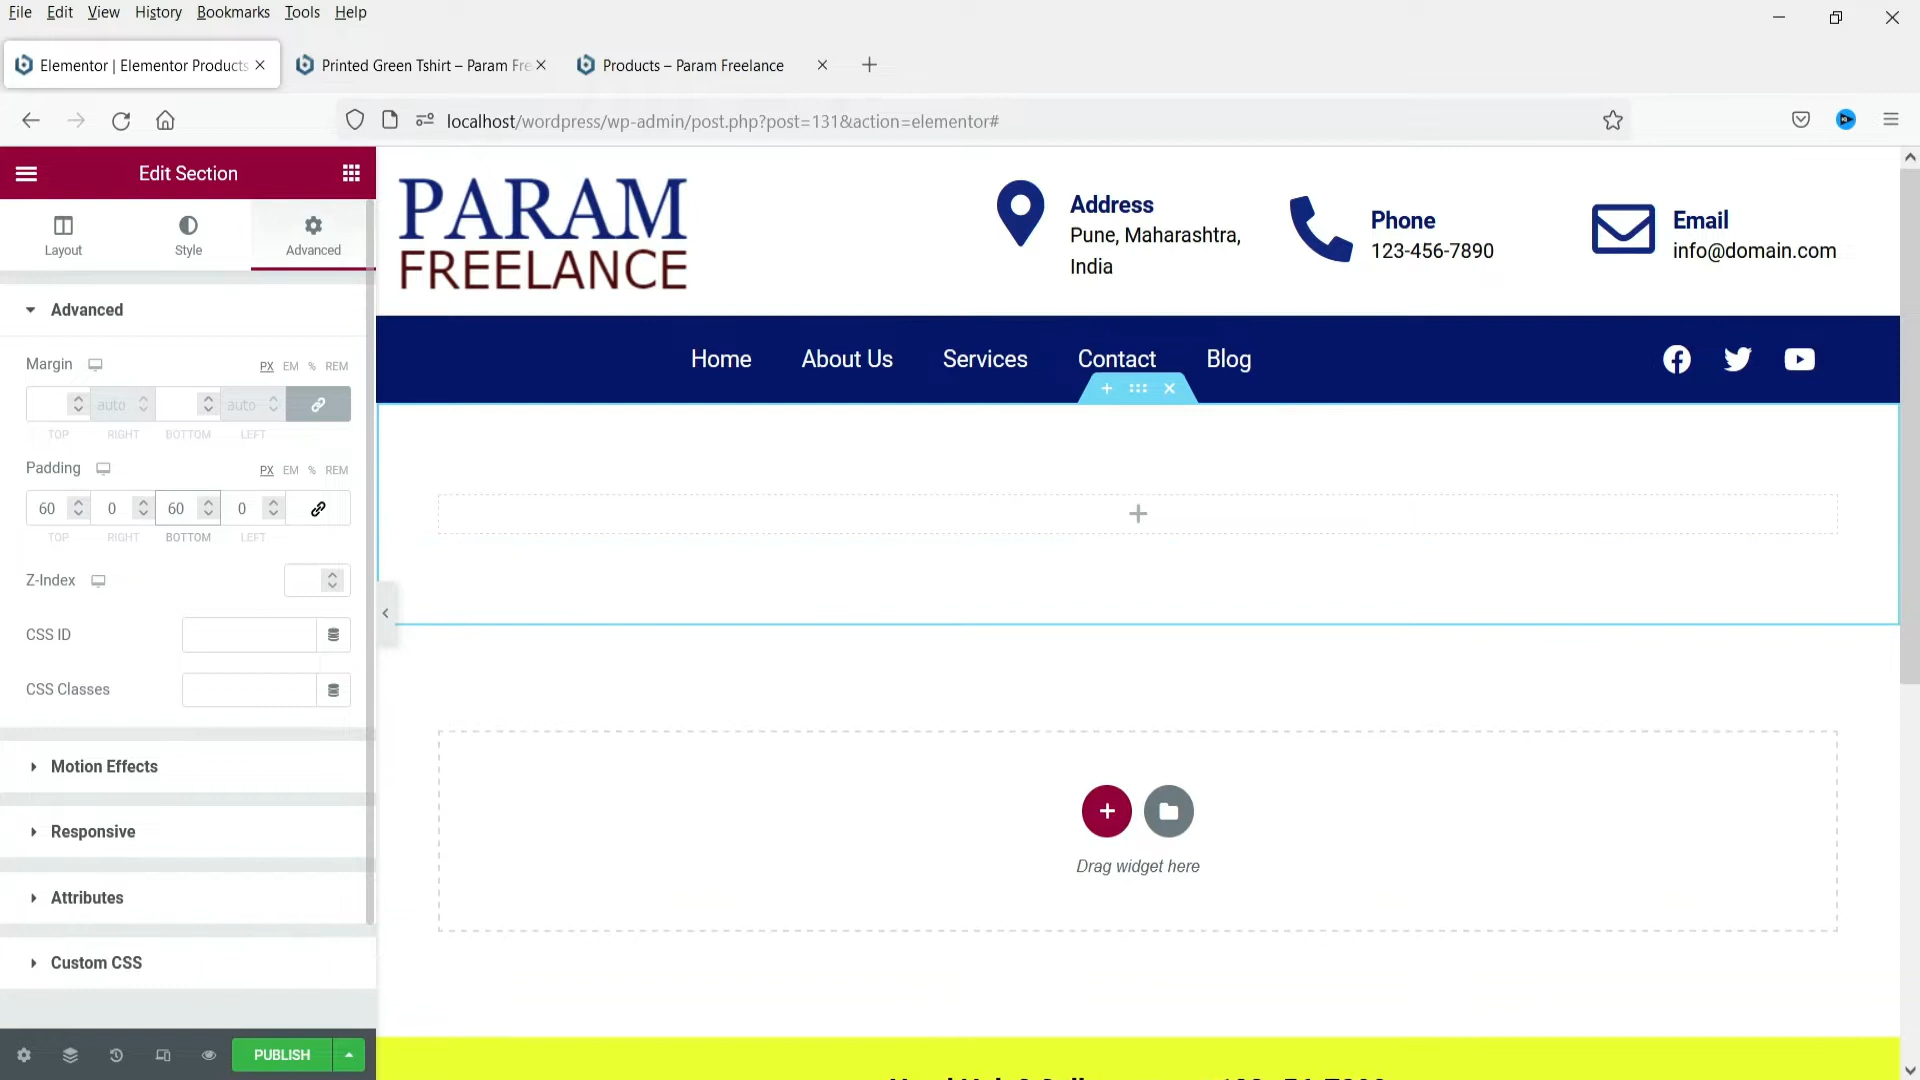 File Edit View History Bookmarks Tools Help
Elementor | Elementor Products
Printed Green Tshirt – Param Fre
Products – Param Freelance
localhost/wordpress/wp-admin/post.php?post=131&action=elementor#
Edit Section
Layout
Style
Advanced
Advanced
Margin
PX EM % REM
auto
auto
TOP RIGHT BOTTOM LEFT
Padding
PX EM % REM
60 0 60 0
TOP RIGHT BOTTOM LEFT
Z-Index
CSS ID
CSS Classes
Motion Effects
Responsive
Attributes
Custom CSS
PUBLISH
PARAM
FREELANCE
Address
Pune, Maharashtra,
India
Phone
123-456-7890
Email
info@domain.com
Home About Us Services Contact Blog
Drag widget here